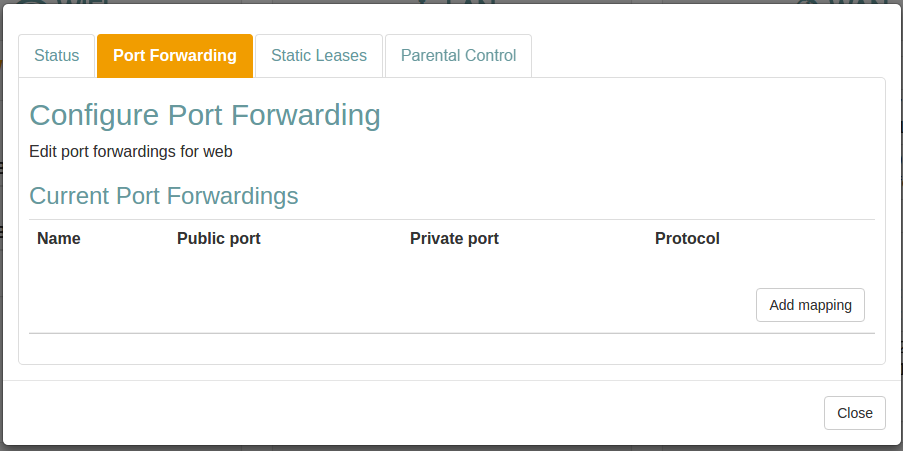 Status Port Forwarding Static Leases Parental Control
Configure Port Forwarding
Edit port forwardings for web
Current Port Forwardings
Name Public port Private port Protocol
Add mapping
Close